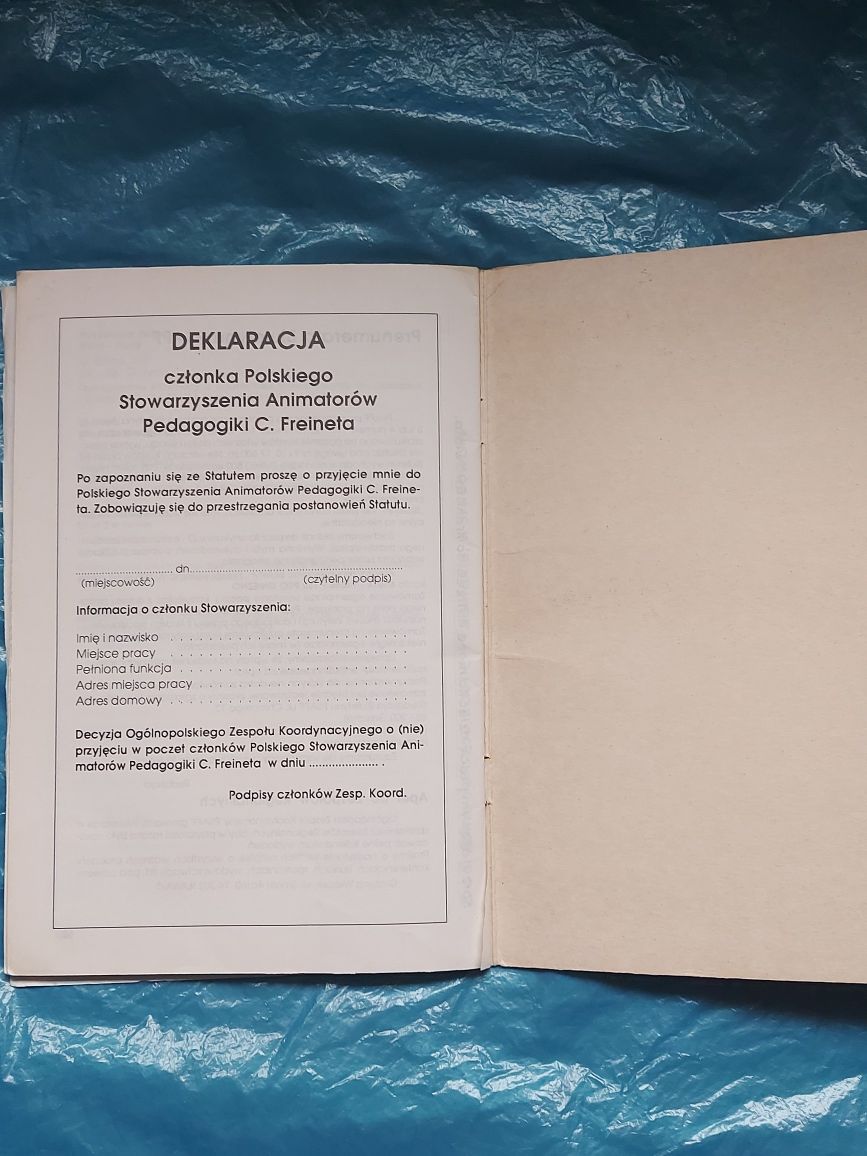 DEKLARACJA
członka Polskiego
Stowarzyszenia Animatorów
Pedagogiki C. Freineta
Po zapoznaniu się ze Statutem proszę o przyjęcie mnie do
Polskiego Stowarzyszenia Animatorów Pedagogiki C. Freine-
ta. Zobowiązuję się do przestrzegania postanowień Statutu.
.............................. dn...................................... ...........................
(miejscowość) (czytelny podpis)
Informacja o członku Stowarzyszenia:
Imię i nazwisko . . . . . . . . . . . . . . . . . . .
Miejsce pracy . . . . . . . . . . . . . . . . . . .
Pełniona funkcja . . . . . . . . . . . . . . . . . .
Adres miejsca pracy . . . . . . . . . . . . . . . .
Adres domowy . . . . . . . . . . . . . . . . . . .
Decyzja Ogólnopolskiego Zespołu Koordynacyjnego o (nie)
przyjęciu w poczet członków Polskiego Stowarzyszenia Ani-
matorów Pedagogiki C. Freineta w dniu ..................... .
Podpisy członków Zesp. Koord.